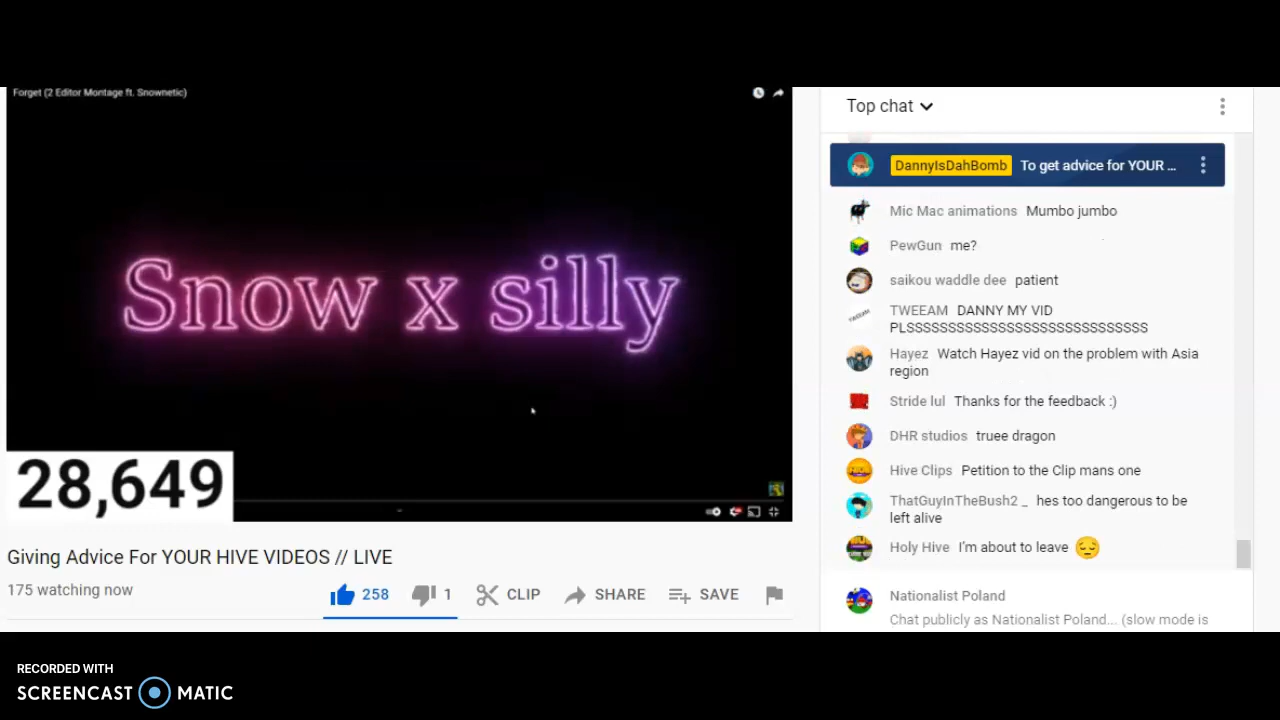 Forget (2 Editor Montage ft. Snownetic)
Snow x silly
28,649
Giving Advice For YOUR HIVE VIDEOS // LIVE
175 watching now
258
1
CLIP
SHARE
SAVE
Top chat
DannyIsDahBomb To get advice for YOUR ...
Mic Mac animations Mumbo jumbo
PewGun me?
saikou waddle dee patient
TWEEAM DANNY MY VID
PLSSSSSSSSSSSSSSSSSSSSSSSSSSSSS
Hayez Watch Hayez vid on the problem with Asia
region
Stride lul Thanks for the feedback :)
DHR studios truee dragon
Hive Clips Petition to the Clip mans one
ThatGuyInTheBush2 _ hes too dangerous to be
left alive
Holy Hive I'm about to leave 😔
Nationalist Poland
Chat publicly as Nationalist Poland... (slow mode is
RECORDED WITH
SCREENCAST MATIC